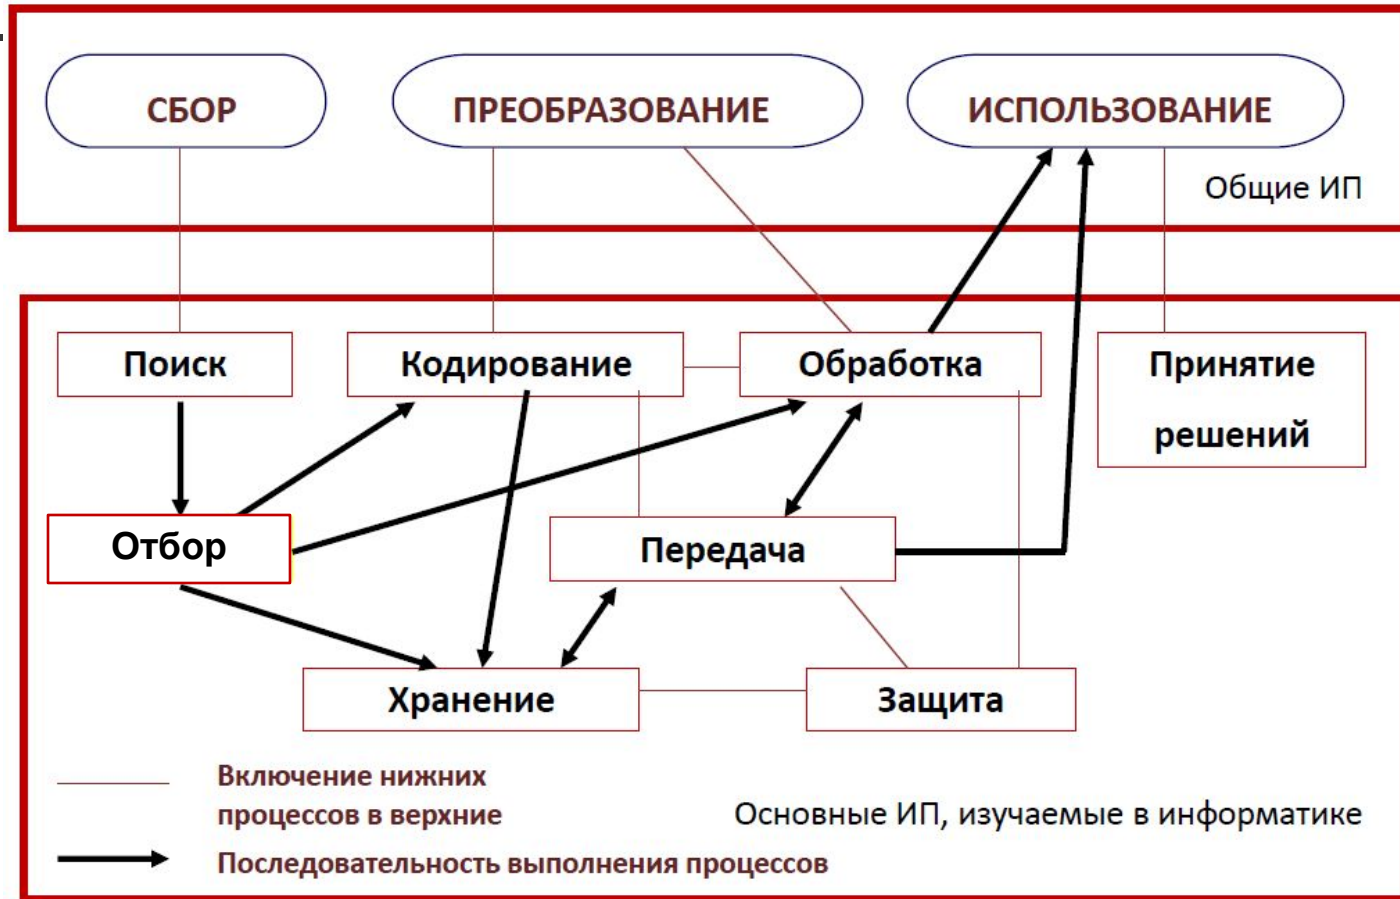 СБОР
ПРЕОБРАЗОВАНИЕ
ИСПОЛЬЗОВАНИЕ
Общие ИП
Поиск
Кодирование
Обработка
Принятие
решений
Отбор
Передача
Хранение
Защита
Включение нижних
процессов в верхние
Основные ИП, изучаемые в информатике
Последовательность выполнения процессов